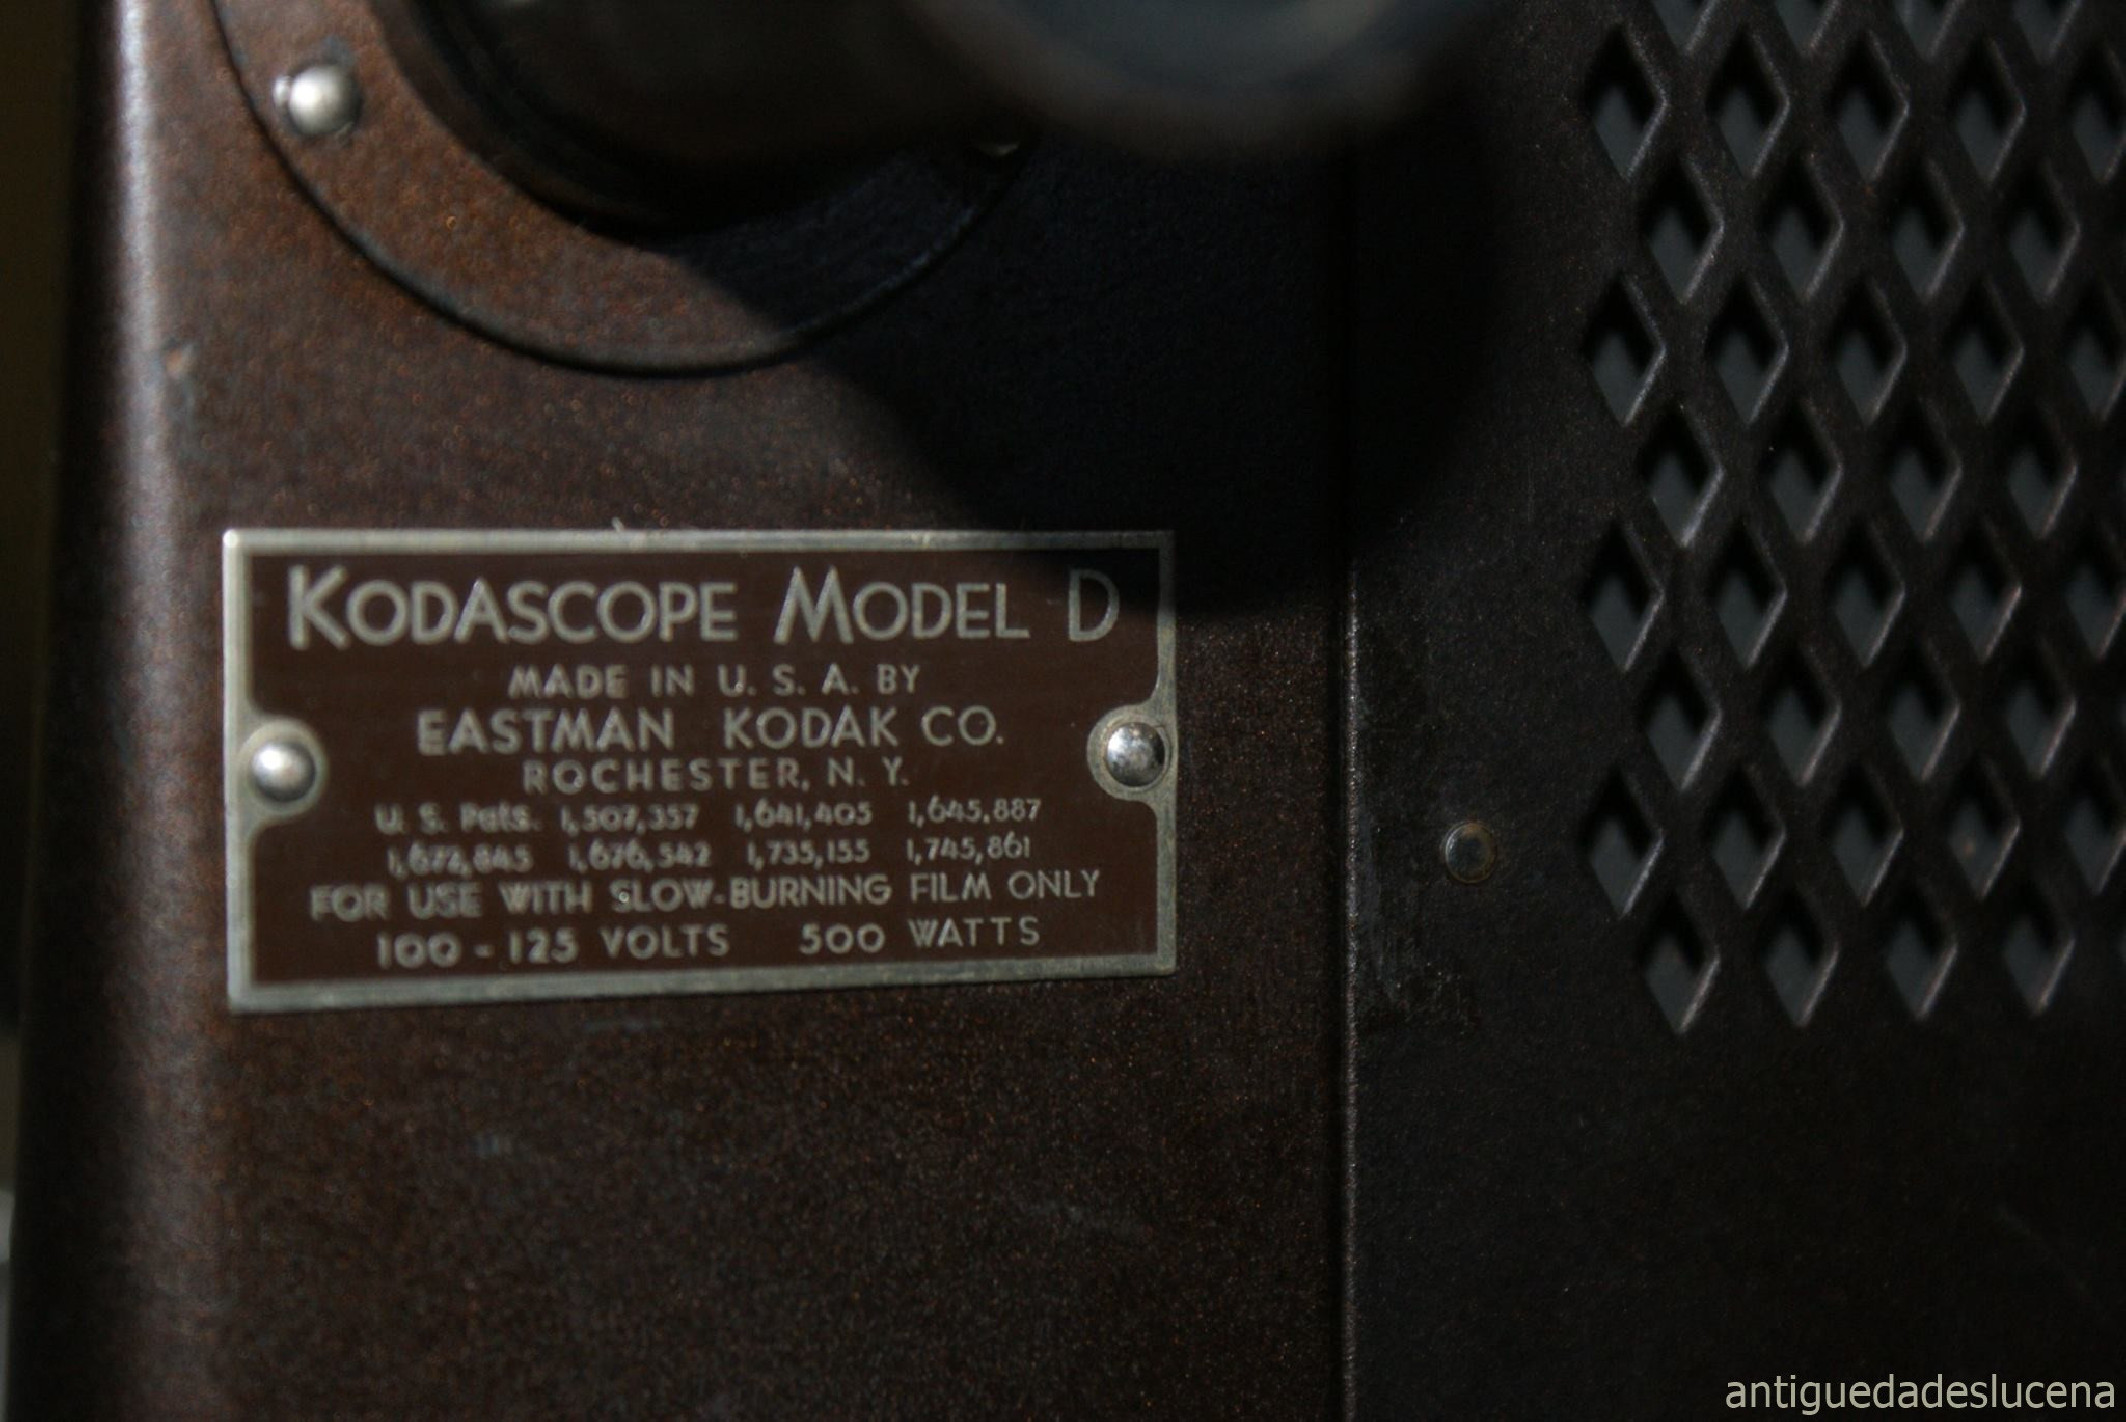 KODASCOPE MODEL D
MADE IN U. S. A. BY
EASTMAN KODAK CO.
ROCHESTER, N. Y.
U. S. Pats. 1,507,357 1,641,405 1,645,887
1,672,845 1,676,542 1,735,155 1,745,861
FOR USE WITH SLOW-BURNING FILM ONLY
100 - 125 VOLTS 500 WATTS
antiguedadeslucena